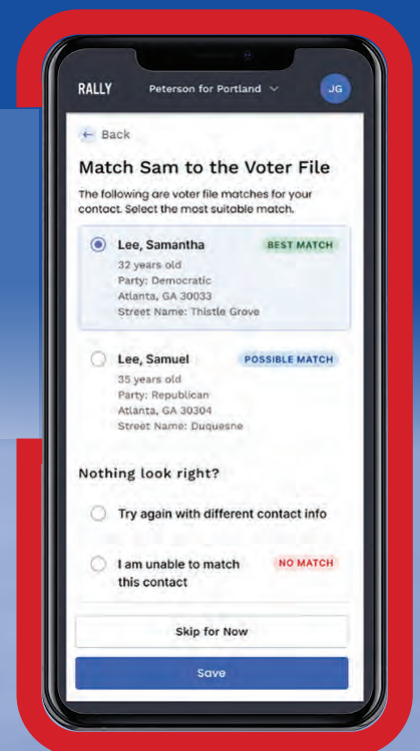 RALLY Peterson for Portland JG
← Back
Match Sam to the Voter File
The following are voter file matches for your
contact. Select the most suitable match.
Lee, Samantha BEST MATCH
32 years old
Party: Democratic
Atlanta, GA 30033
Street Name: Thistle Grove
Lee, Samuel POSSIBLE MATCH
35 years old
Party: Republican
Atlanta, GA 30304
Street Name: Duquesne
Nothing look right?
Try again with different contact info
I am unable to match NO MATCH
this contact
Skip for Now
Save